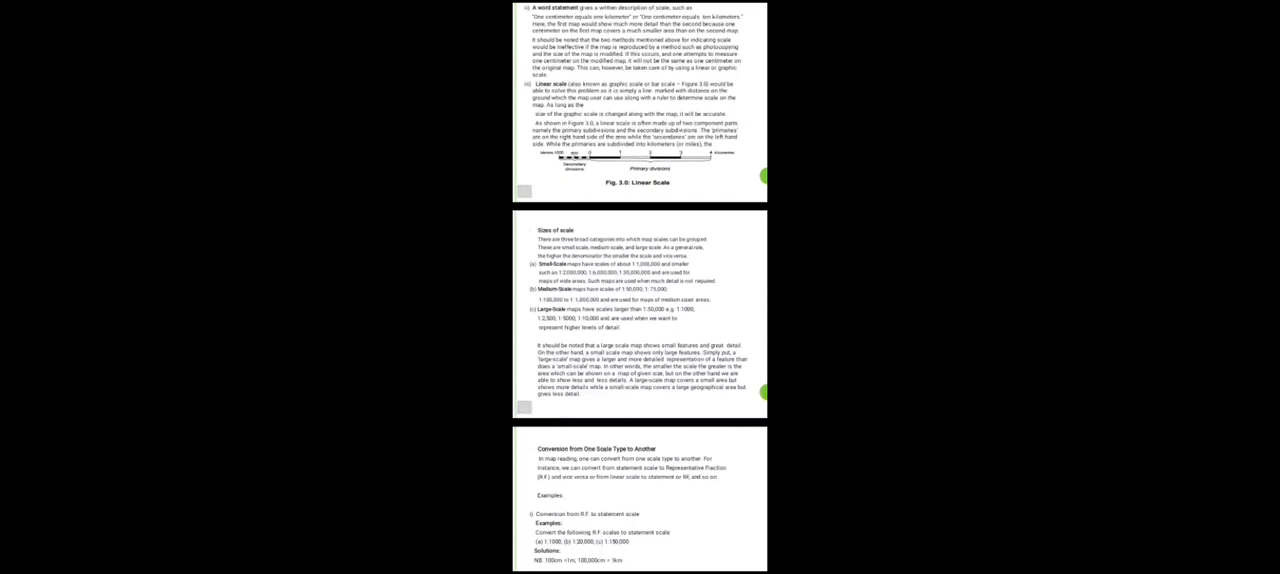 ii) A word statement gives a written description of scale, such as
"One centimeter equals one kilometer" or "One centimeter equals ten kilometers."
Here, the first map would show much more detail than the second because one
centimeter on the first map covers a much smaller area than on the second map.
It should be noted that the two methods mentioned above for indicating scale
would be ineffective if the map is reproduced by a method such as photocopying
and the size of the map is modified. If this occurs, and one attempts to measure
one centimeter on the modified map, it will not be the same as one centimeter on
the original map. This can, however, be taken care of by using a linear or graphic
scale.
iii) Linear scale (also known as graphic scale or bar scale – Figure 3.0) would be
able to solve this problem as it is simply a line marked with distance on the
ground which the map user can use along with a ruler to determine scale on the
map. As long as the
size of the graphic scale is changed along with the map, it will be accurate.
As shown in Figure 3.0, a linear scale is often made up of two component parts
namely the primary subdivisions and the secondary subdivisions. The 'primaries'
are on the right hand side of the zero while the 'secondaries' are on the left hand
side. While the primaries are subdivided into kilometers (or miles), the
Metres 1000 500 0 1 2 3 4 Kilometres
Secondary
divisions
Primary divisions
Fig. 3.0: Linear Scale
Sizes of scale
There are three broad categories into which map scales can be grouped.
These are small scale, medium scale, and large scale. As a general rule,
the higher the denominator the smaller the scale and vice versa.
(a) Small-Scale maps have scales of about 1:1,000,000 and smaller
such as 1:2,000,000; 1:6,000,000; 1:30,000,000 and are used for
maps of wide areas. Such maps are used when much detail is not required.
(b) Medium-Scale maps have scales of 1:50,000; 1:75,000;
1:100,000 to 1:1,000,000 and are used for maps of medium sized areas.
(c) Large-Scale maps have scales larger than 1:50,000 e.g. 1:1000;
1:2,500; 1:5000; 1:10,000 and are used when we want to
represent higher levels of detail.
It should be noted that a large scale map shows small features and great detail.
On the other hand, a small scale map shows only large features. Simply put, a
'large-scale' map gives a larger and more detailed representation of a feature than
does a 'small-scale' map. In other words, the smaller the scale the greater is the
area which can be shown on a map of given size, but on the other hand we are
able to show less and less details. A large-scale map covers a small area but
shows more details while a small-scale map covers a large geographical area but
gives less detail.
Conversion from One Scale Type to Another
In map reading, one can convert from one scale type to another. For
instance, we can convert from statement scale to Representative Fraction
(R.F.) and vice versa or from linear scale to statement or RF, and so on.
Examples:
i) Conversion from R.F. to statement scale
Examples:
Convert the following R.F. scales to statement scale:
(a) 1:1000; (b) 1:20,000; (c) 1:150,000
Solutions:
NB: 100cm =1m; 100,000cm = 1km